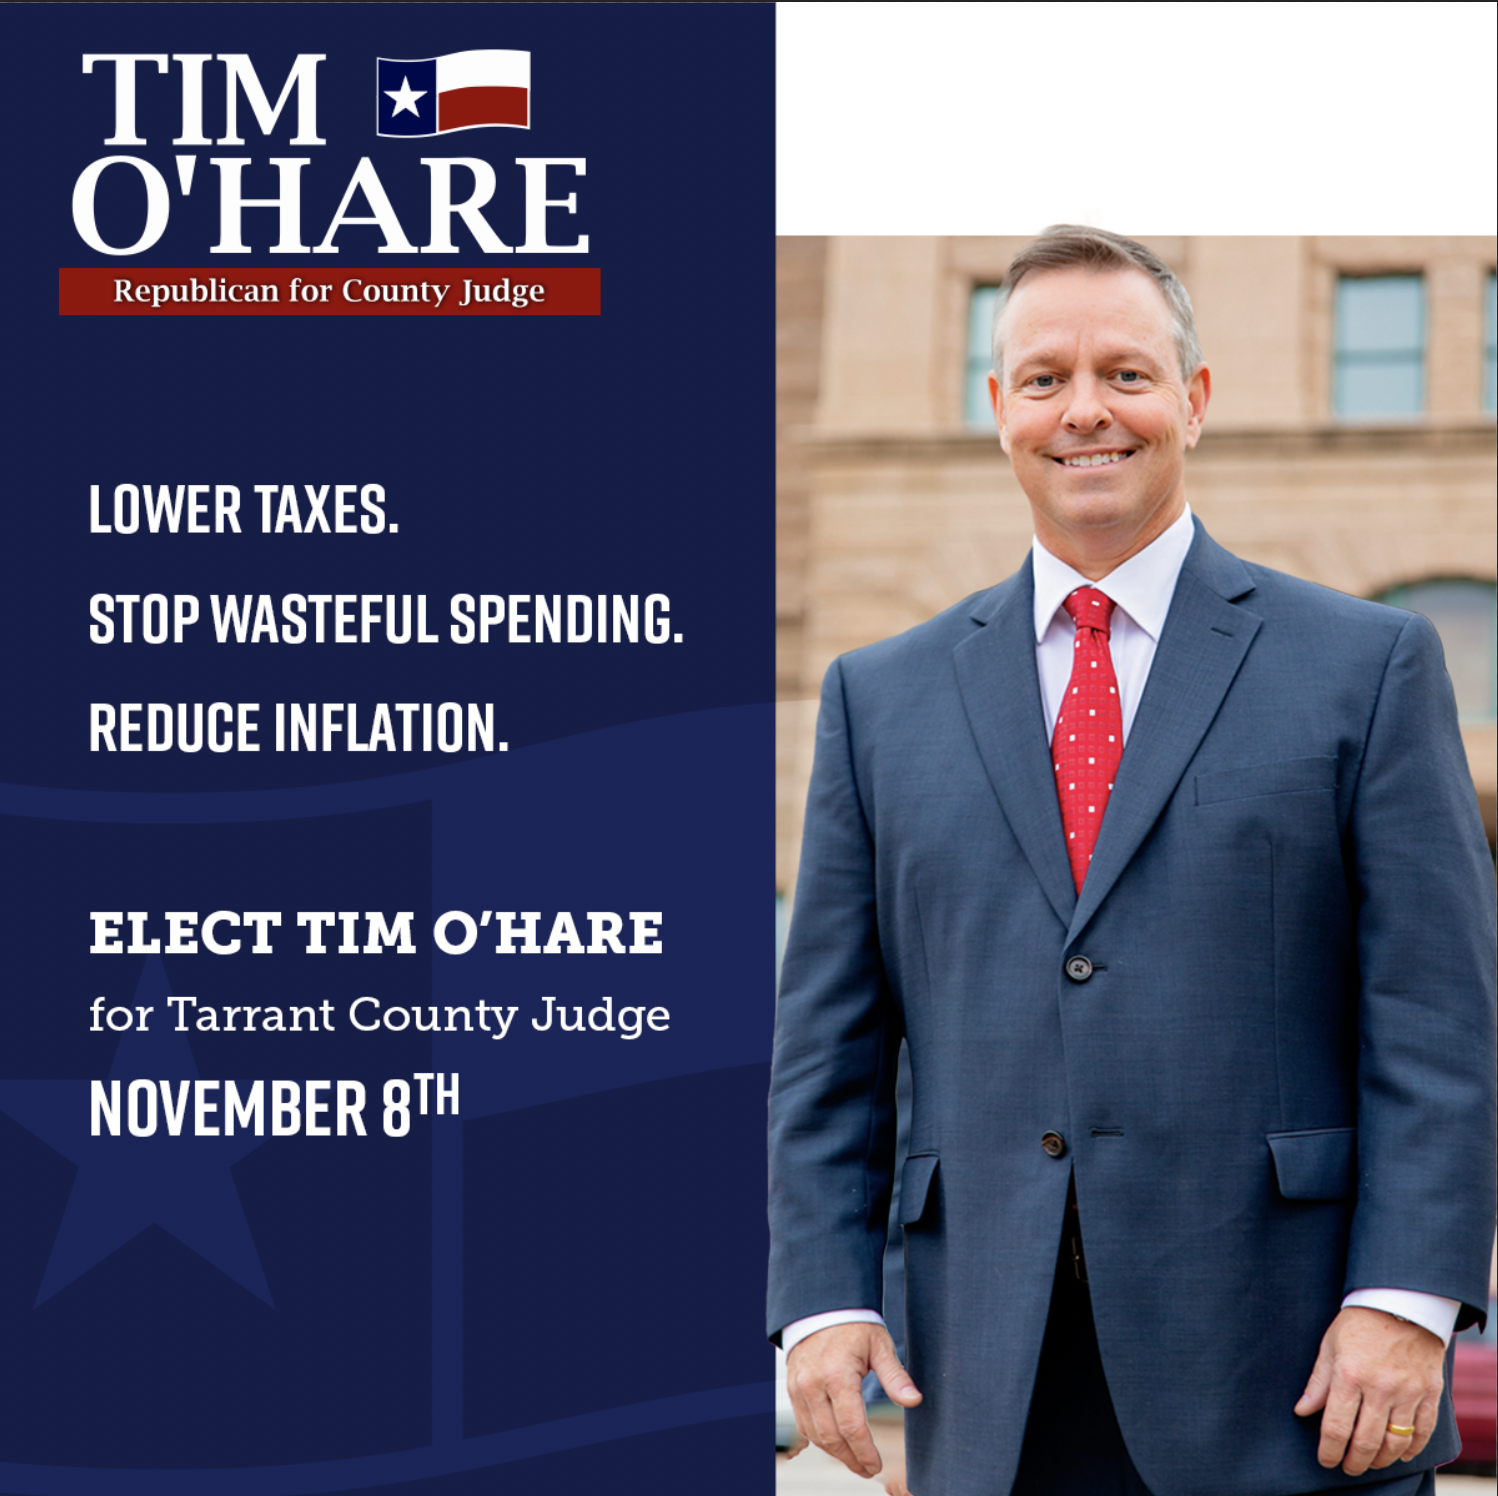 TIM
O'HARE
Republican for County Judge
LOWER TAXES.
STOP WASTEFUL SPENDING.
REDUCE INFLATION.
ELECT TIM O’HARE
for Tarrant County Judge
NOVEMBER 8TH